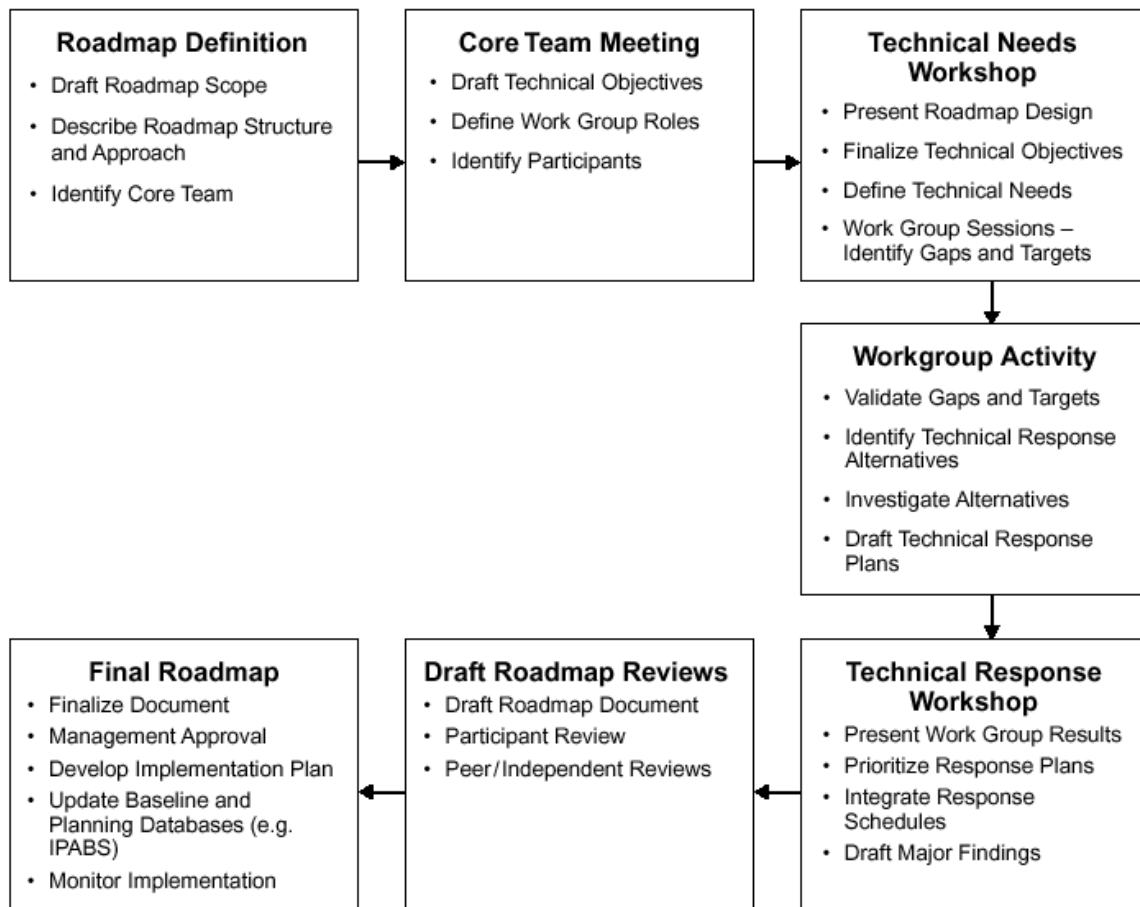 Roadmap Definition
• Draft Roadmap Scope
• Describe Roadmap Structure
and Approach
• Identify Core Team
Core Team Meeting
• Draft Technical Objectives
• Define Work Group Roles
• Identify Participants
Technical Needs
Workshop
• Present Roadmap Design
• Finalize Technical Objectives
• Define Technical Needs
• Work Group Sessions –
Identify Gaps and Targets
Workgroup Activity
• Validate Gaps and Targets
• Identify Technical Response
Alternatives
• Investigate Alternatives
• Draft Technical Response
Plans
Technical Response
Workshop
• Present Work Group Results
• Prioritize Response Plans
• Integrate Response
Schedules
• Draft Major Findings
Draft Roadmap Reviews
• Draft Roadmap Document
• Participant Review
• Peer/Independent Reviews
Final Roadmap
• Finalize Document
• Management Approval
• Develop Implementation Plan
• Update Baseline and
Planning Databases (e.g.
IPABS)
• Monitor Implementation